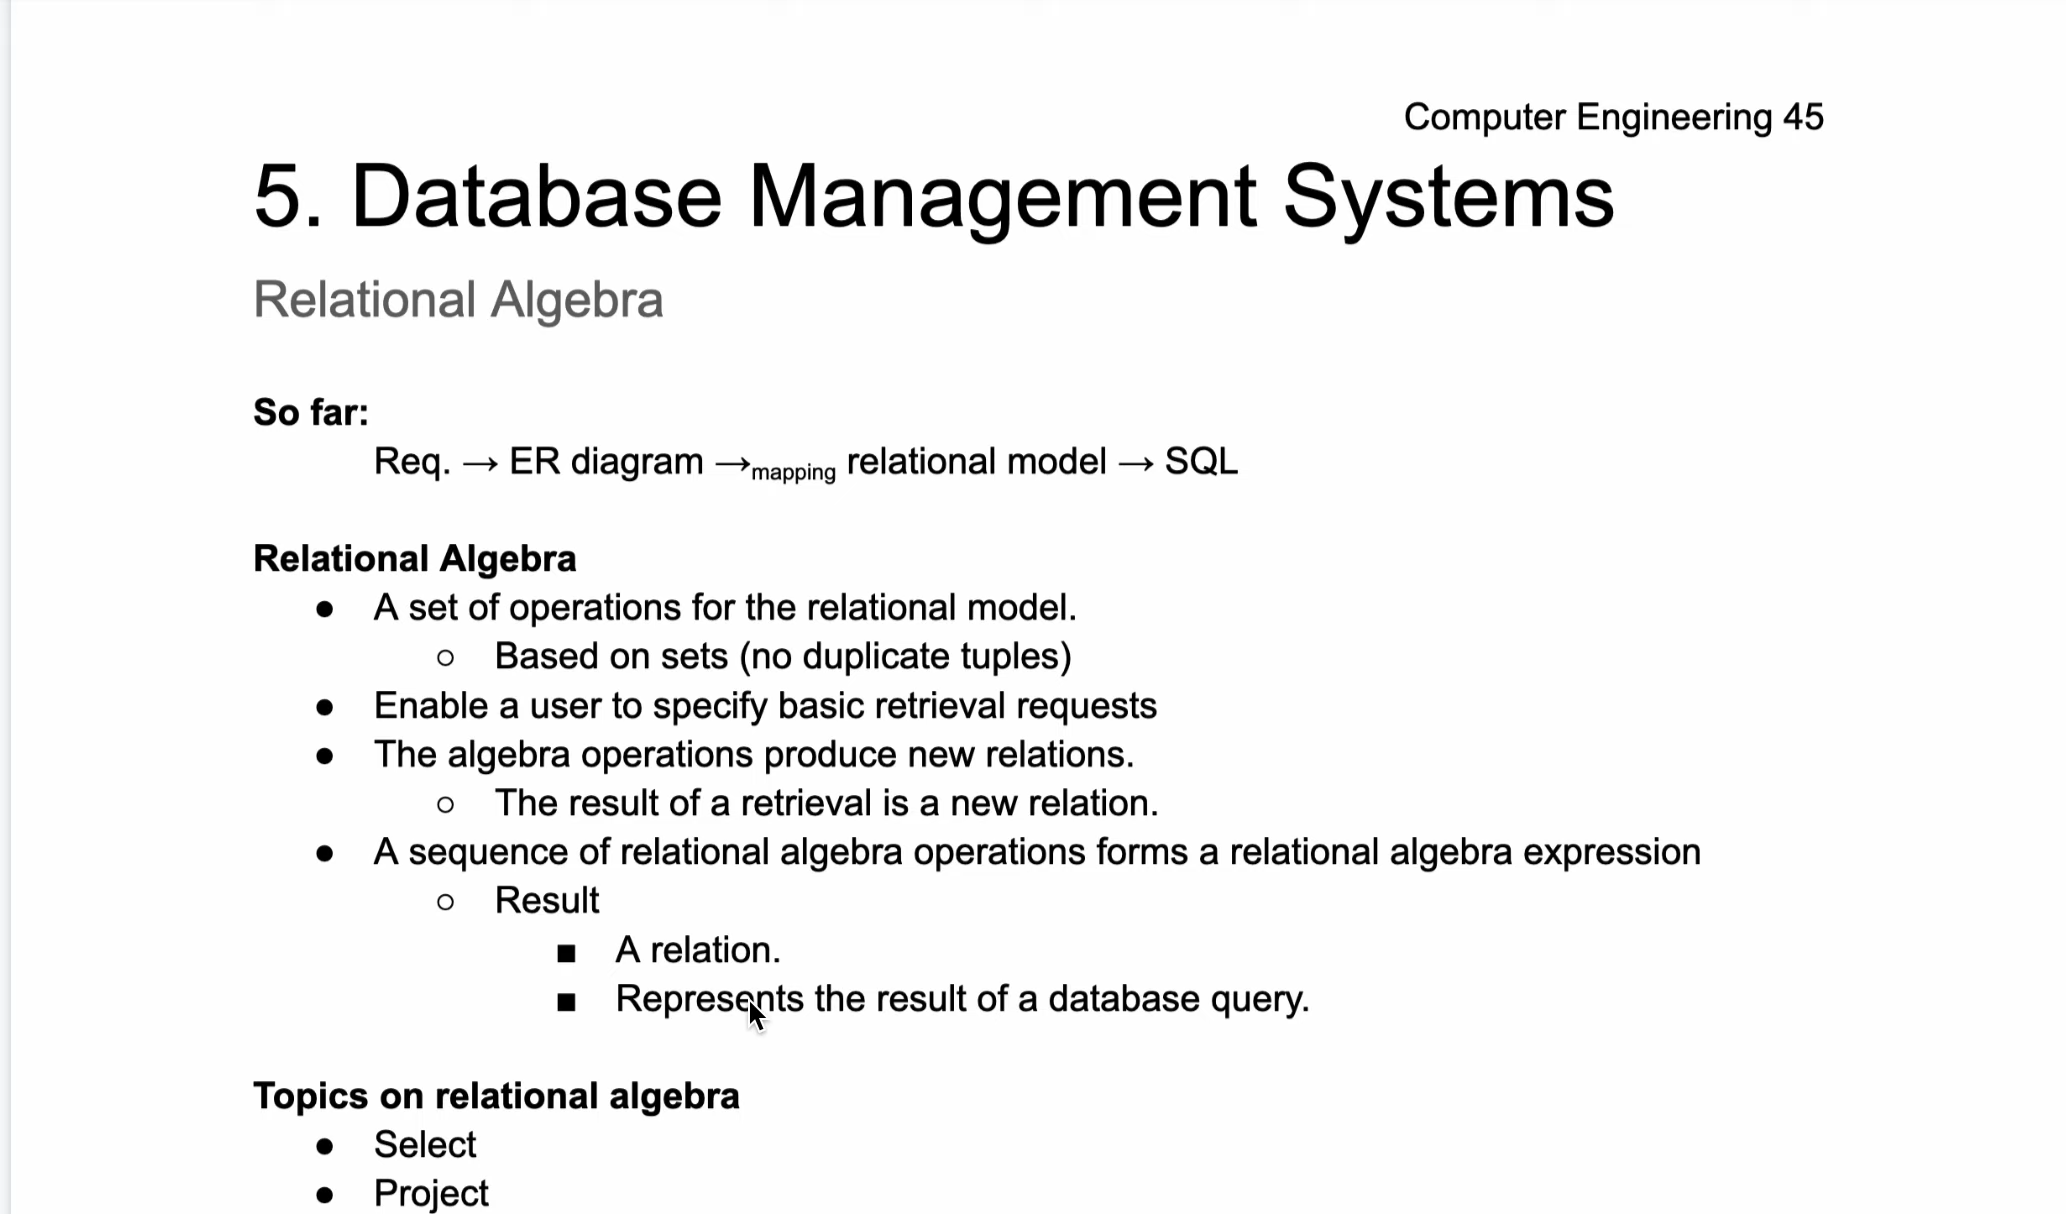 Computer Engineering 45
5. Database Management Systems
Relational Algebra
So far:
Req. → ER diagram →mapping relational model → SQL
Relational Algebra
● A set of operations for the relational model.
○ Based on sets (no duplicate tuples)
● Enable a user to specify basic retrieval requests
● The algebra operations produce new relations.
○ The result of a retrieval is a new relation.
● A sequence of relational algebra operations forms a relational algebra expression
○ Result
■ A relation.
■ Represents the result of a database query.
Topics on relational algebra
● Select
● Project